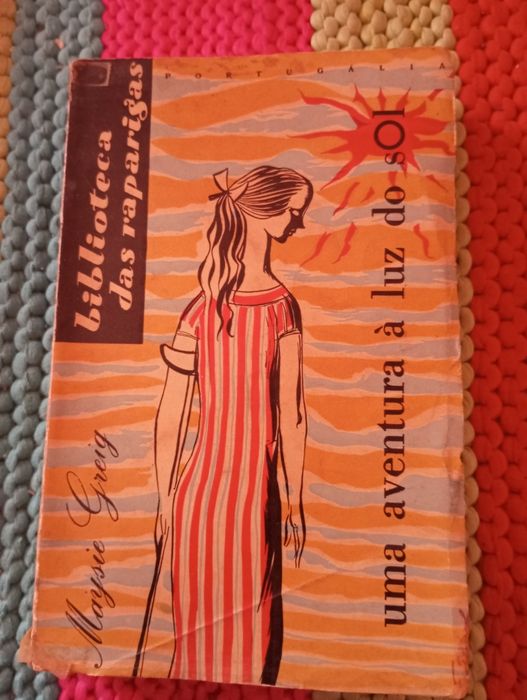 PORTUGÁLIA
biblioteca
das raparigas
Maysie Greig
uma aventura à luz do sol